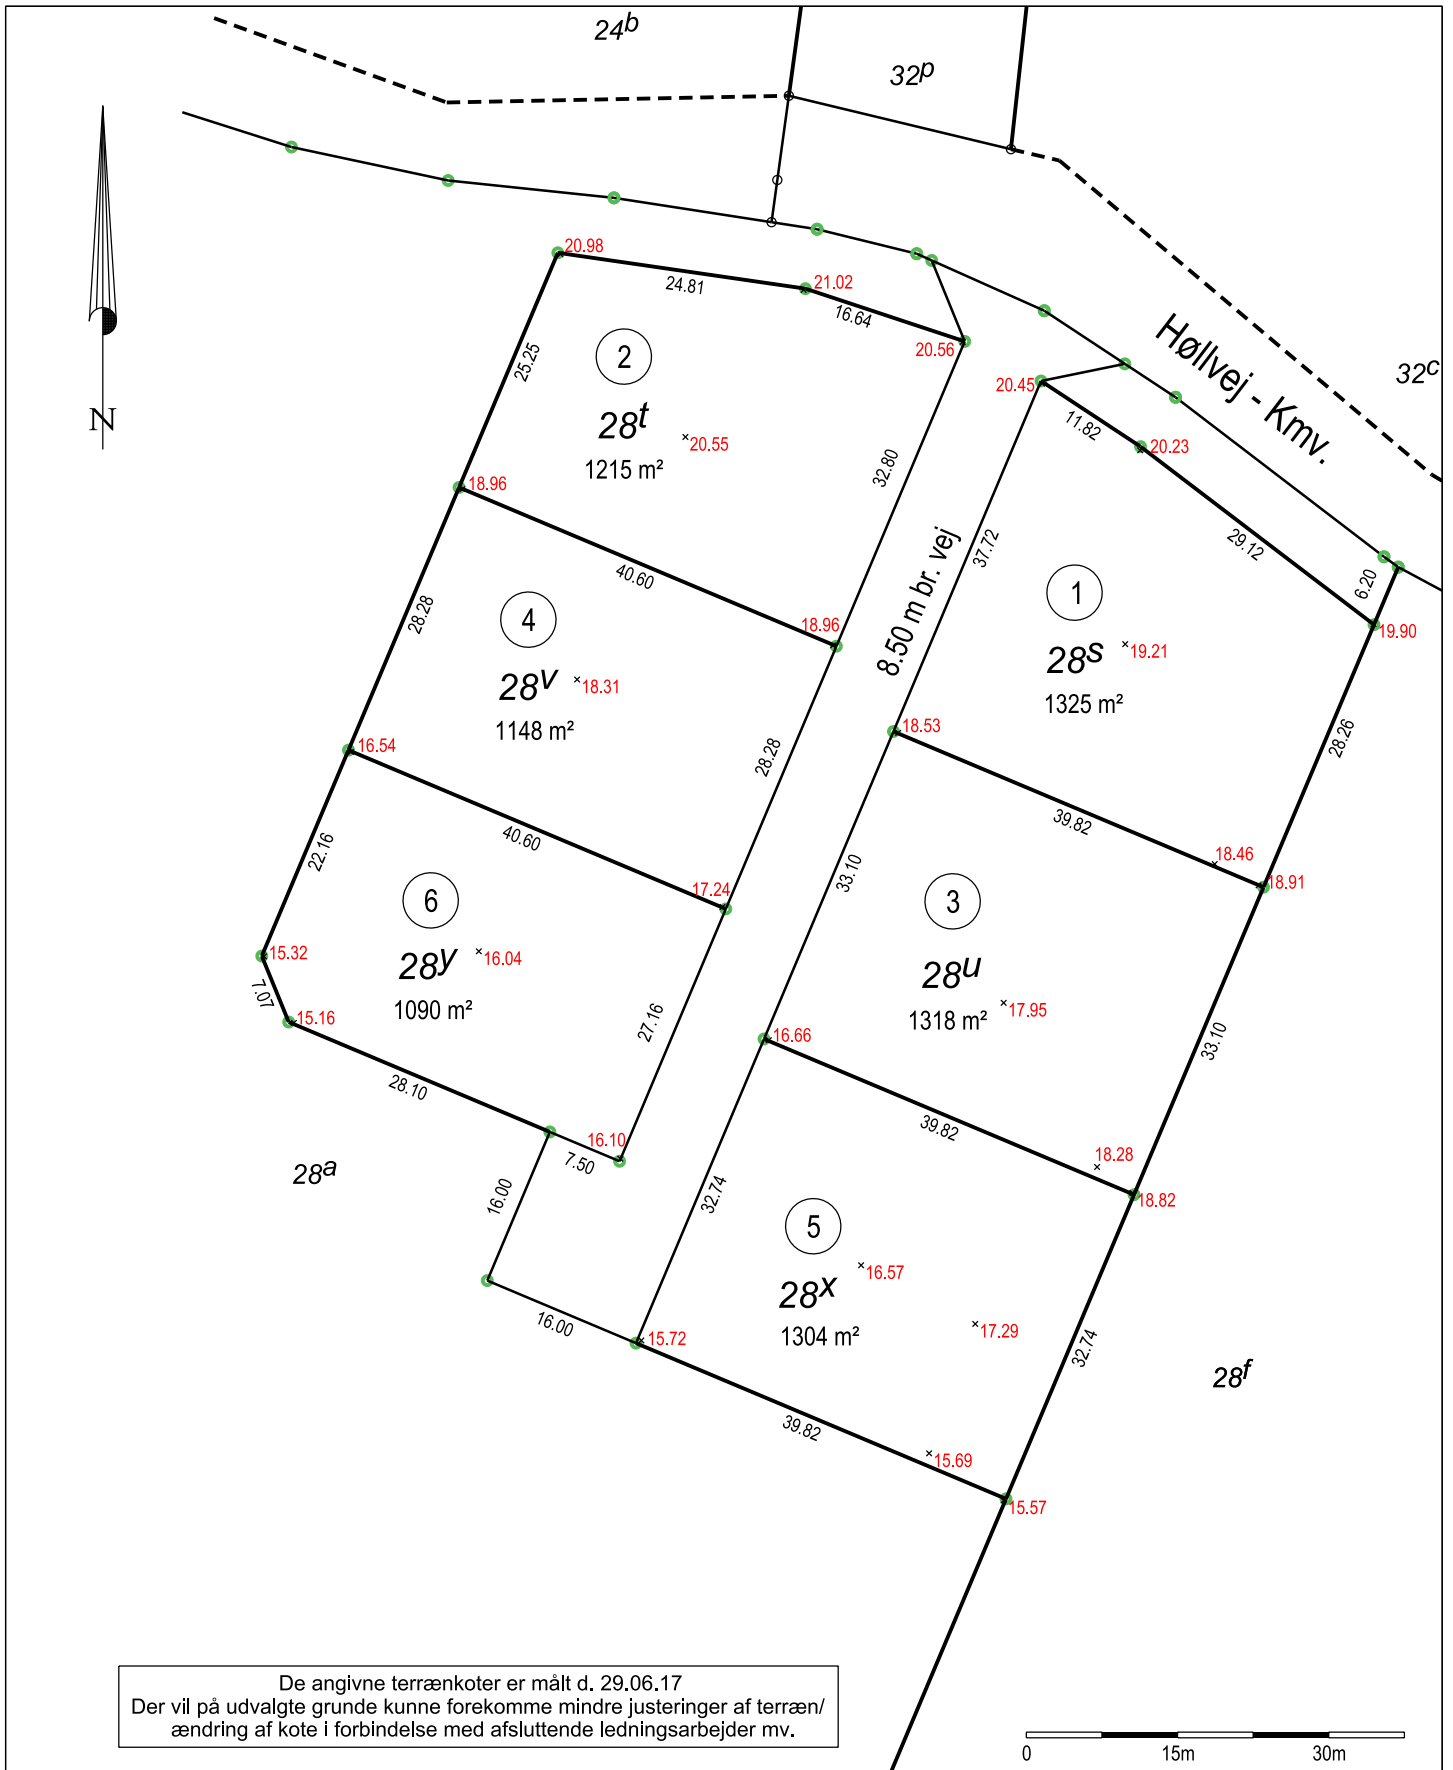 24b
32p
32c
N
Høllvej - Kmv.
20.98
24.81
21.02
16.64
20.56
25.25
2
28t
1215 m²
20.55
32.80
18.96
40.60
18.96
20.45
11.82
20.23
29.12
6.20
19.90
37.72
8.50 m br. vej
1
28s
1325 m²
19.21
28.26
28.28
4
28v
1148 m²
18.31
28.28
16.54
40.60
17.24
18.53
39.82
18.46
18.91
22.16
6
28y
1090 m²
16.04
15.32
7.07
15.16
28.10
27.16
16.10
7.50
33.10
3
28u
1318 m²
17.95
33.10
16.66
39.82
18.28
18.82
28a
16.00
16.00
32.74
5
28x
1304 m²
16.57
17.29
32.74
15.72
39.82
15.69
15.57
28f
De angivne terrænkoter er målt d. 29.06.17
Der vil på udvalgte grunde kunne forekomme mindre justeringer af terræn/
ændring af kote i forbindelse med afsluttende ledningsarbejder mv.
0 15m 30m